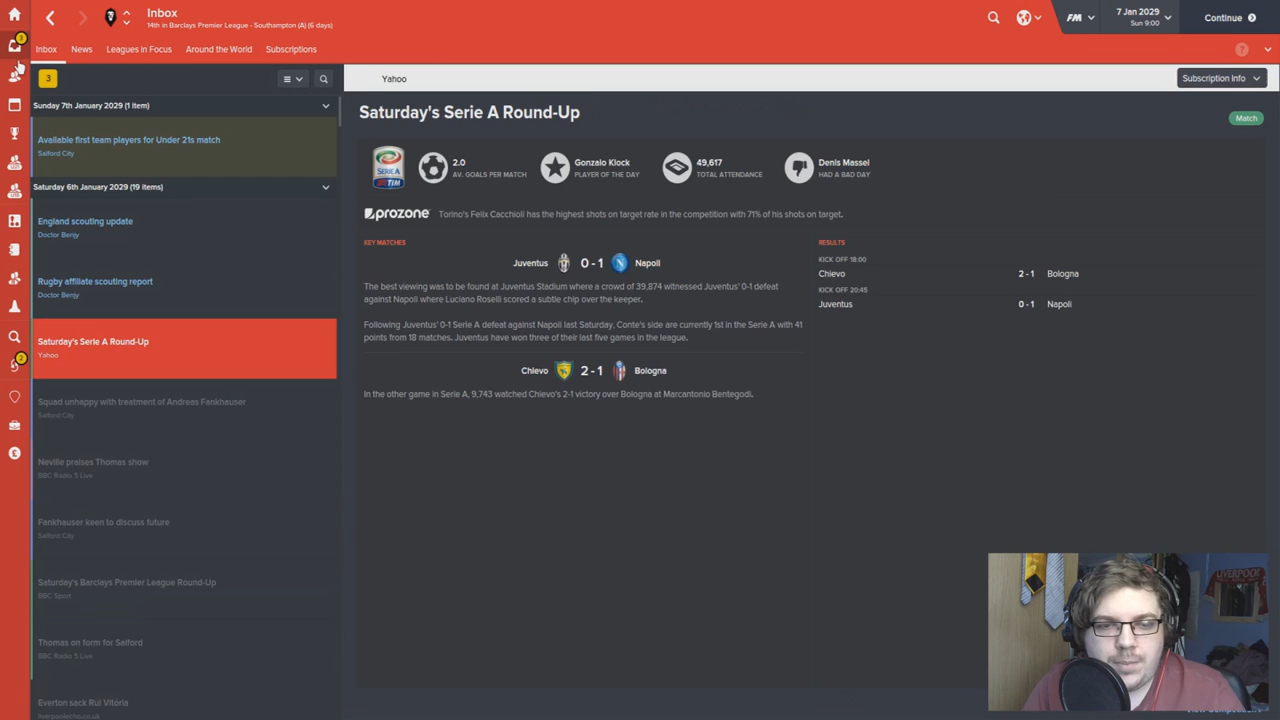 Inbox
14th in Barclays Premier League - Southampton (A) (6 days)
FM
7 Jan 2029
Sun 9:00
Continue
3
Inbox
News
Leagues in Focus
Around the World
Subscriptions
3
Yahoo
Subscription Info
Sunday 7th January 2029 (1 item)
Available first team players for Under 21s match
Salford City
Saturday 6th January 2029 (19 items)
England scouting update
Doctor Benjy
Rugby affiliate scouting report
Doctor Benjy
Saturday's Serie A Round-Up
Yahoo
2
Squad unhappy with treatment of Andreas Fankhauser
Salford City
Neville praises Thomas show
BBC Radio 5 Live
Fankhauser keen to discuss future
Salford City
Saturday's Barclays Premier League Round-Up
BBC Sport
Thomas on form for Salford
BBC Radio 5 Live
Everton sack Rui Vitória
liverpoolecho.co.uk
Saturday's Serie A Round-Up
Match
SERIE A
TIM
2.0
AV. GOALS PER MATCH
Gonzalo Klock
PLAYER OF THE DAY
49,617
TOTAL ATTENDANCE
Denis Massel
HAD A BAD DAY
prozone
Torino's Felix Cacchioli has the highest shots on target rate in the competition with 71% of his shots on target.
KEY MATCHES
Juventus 0 - 1 Napoli
The best viewing was to be found at Juventus Stadium where a crowd of 39,874 witnessed Juventus' 0-1 defeat
against Napoli where Luciano Roselli scored a subtle chip over the keeper.
Following Juventus' 0-1 Serie A defeat against Napoli last Saturday, Conte's side are currently 1st in the Serie A with 41
points from 18 matches. Juventus have won three of their last five games in the league.
Chievo 2 - 1 Bologna
In the other game in Serie A, 9,743 watched Chievo's 2-1 victory over Bologna at Marcantonio Bentegodi.
RESULTS
KICK OFF 18:00
Chievo 2-1 Bologna
KICK OFF 20:45
Juventus 0-1 Napoli
LIVERPOOL